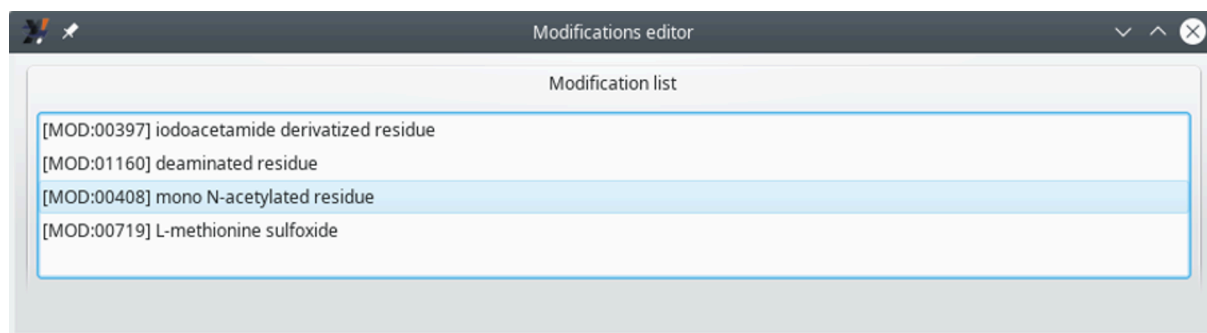 Modifications editor
Modification list
[MOD:00397] iodoacetamide derivatized residue
[MOD:01160] deaminated residue
[MOD:00408] mono N-acetylated residue
[MOD:00719] L-methionine sulfoxide